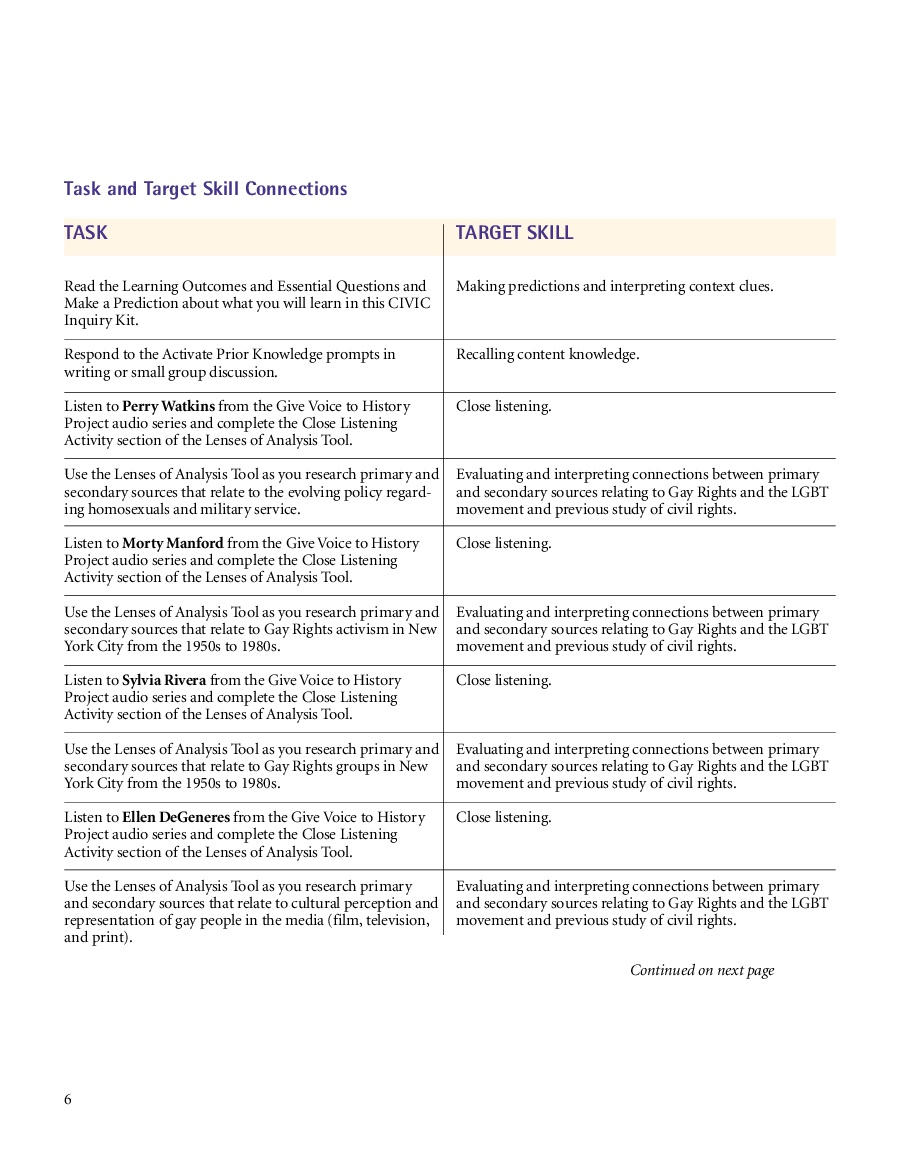 Task and Target Skill Connections
TASK
TARGET SKILL
Read the Learning Outcomes and Essential Questions and
Make a Prediction about what you will learn in this CIVIC
Inquiry Kit.
Making predictions and interpreting context clues.
Respond to the Activate Prior Knowledge prompts in
writing or small group discussion.
Recalling content knowledge.
Listen to Perry Watkins from the Give Voice to History
Project audio series and complete the Close Listening
Activity section of the Lenses of Analysis Tool.
Close listening.
Use the Lenses of Analysis Tool as you research primary and
secondary sources that relate to the evolving policy regard-
ing homosexuals and military service.
Evaluating and interpreting connections between primary
and secondary sources relating to Gay Rights and the LGBT
movement and previous study of civil rights.
Listen to Morty Manford from the Give Voice to History
Project audio series and complete the Close Listening
Activity section of the Lenses of Analysis Tool.
Close listening.
Use the Lenses of Analysis Tool as you research primary and
secondary sources that relate to Gay Rights activism in New
York City from the 1950s to 1980s.
Evaluating and interpreting connections between primary
and secondary sources relating to Gay Rights and the LGBT
movement and previous study of civil rights.
Listen to Sylvia Rivera from the Give Voice to History
Project audio series and complete the Close Listening
Activity section of the Lenses of Analysis Tool.
Close listening.
Use the Lenses of Analysis Tool as you research primary and
secondary sources that relate to Gay Rights groups in New
York City from the 1950s to 1980s.
Evaluating and interpreting connections between primary
and secondary sources relating to Gay Rights and the LGBT
movement and previous study of civil rights.
Listen to Ellen DeGeneres from the Give Voice to History
Project audio series and complete the Close Listening
Activity section of the Lenses of Analysis Tool.
Close listening.
Use the Lenses of Analysis Tool as you research primary
and secondary sources that relate to cultural perception and
representation of gay people in the media (film, television,
and print).
Evaluating and interpreting connections between primary
and secondary sources relating to Gay Rights and the LGBT
movement and previous study of civil rights.
Continued on next page
6